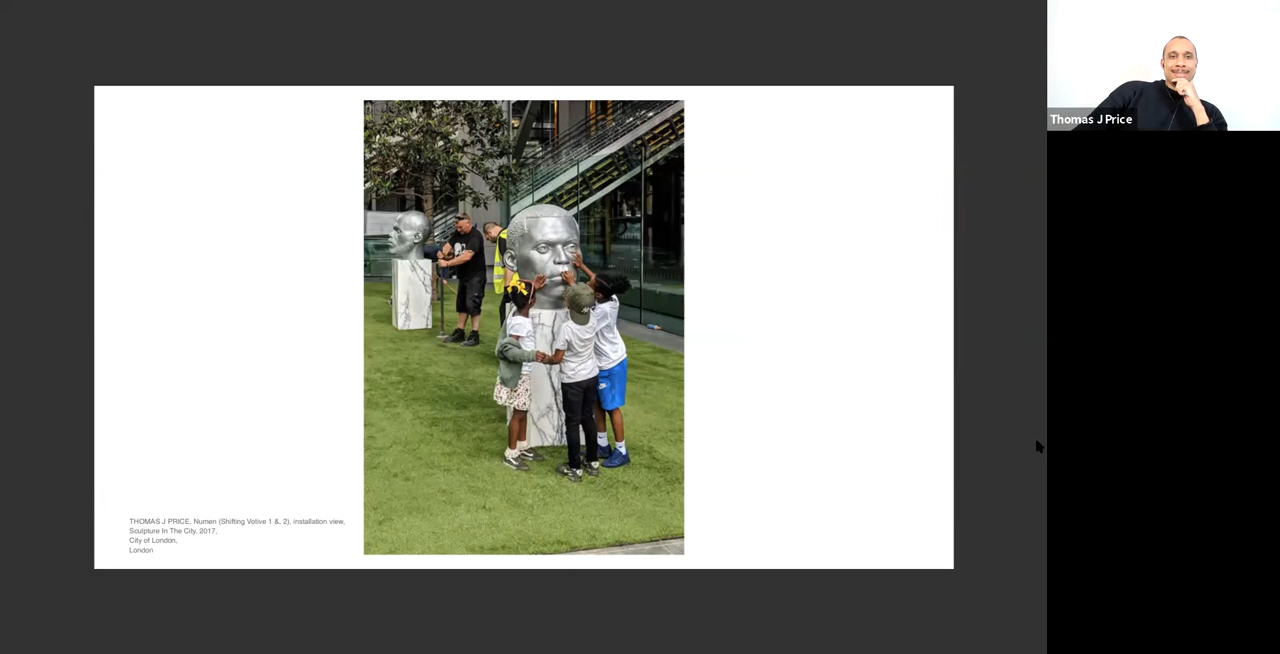 Thomas J Price
THOMAS J PRICE, Numen (Shifting Votive 1 &, 2), installation view,
Sculpture In The City, 2017,
City of London,
London